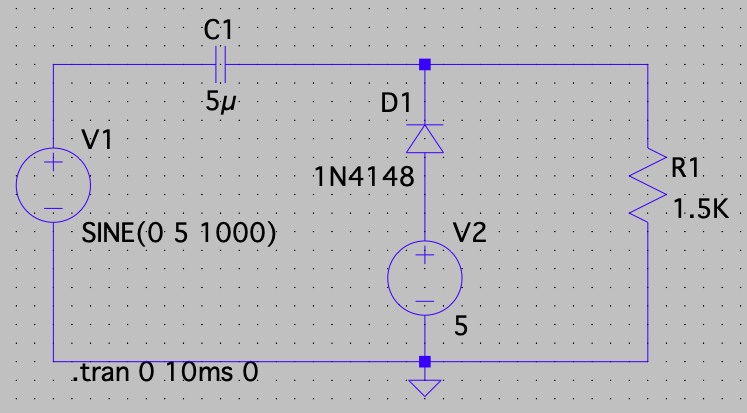 C1
5µ
V1
SINE(0 5 1000)
D1
1N4148
V2
5
R1
1.5K
.tran 0 10ms 0